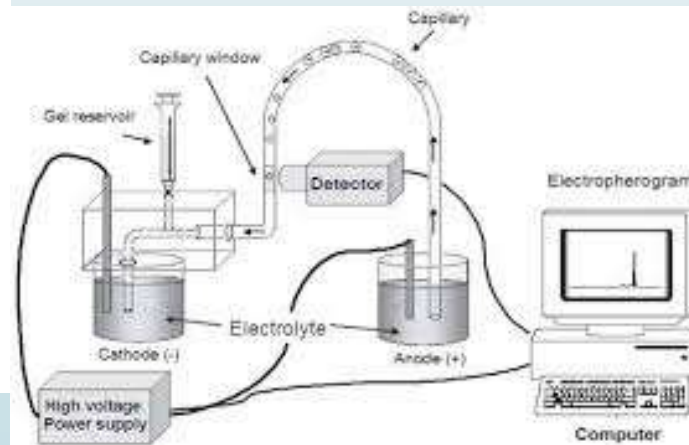 Capillary
Capillary window
Gel reservoir
Detector
Electropherogram
Electrolyte
Cathode (-)
Anode (+)
High voltage
Power supply
Computer